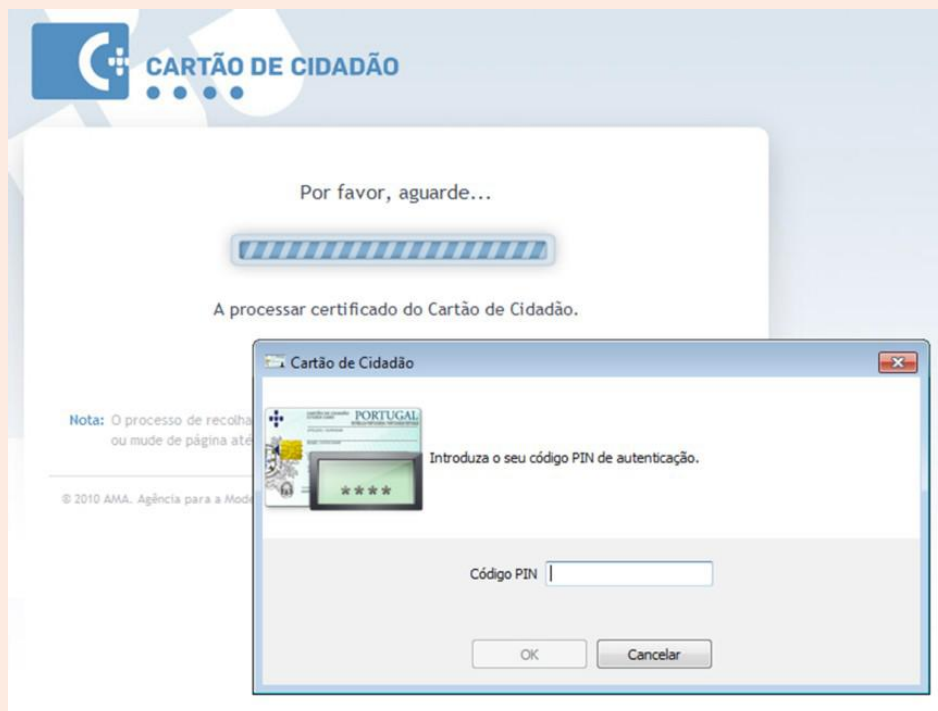 CARTÃO DE CIDADÃO
Por favor, aguarde...
A processar certificado do Cartão de Cidadão.
Nota: O processo de recolha
ou mude de página até
© 2010 AMA. Agência para a Mode
Cartão de Cidadão
PORTUGAL
Introduza o seu código PIN de autenticação.
****
Código PIN
OK
Cancelar